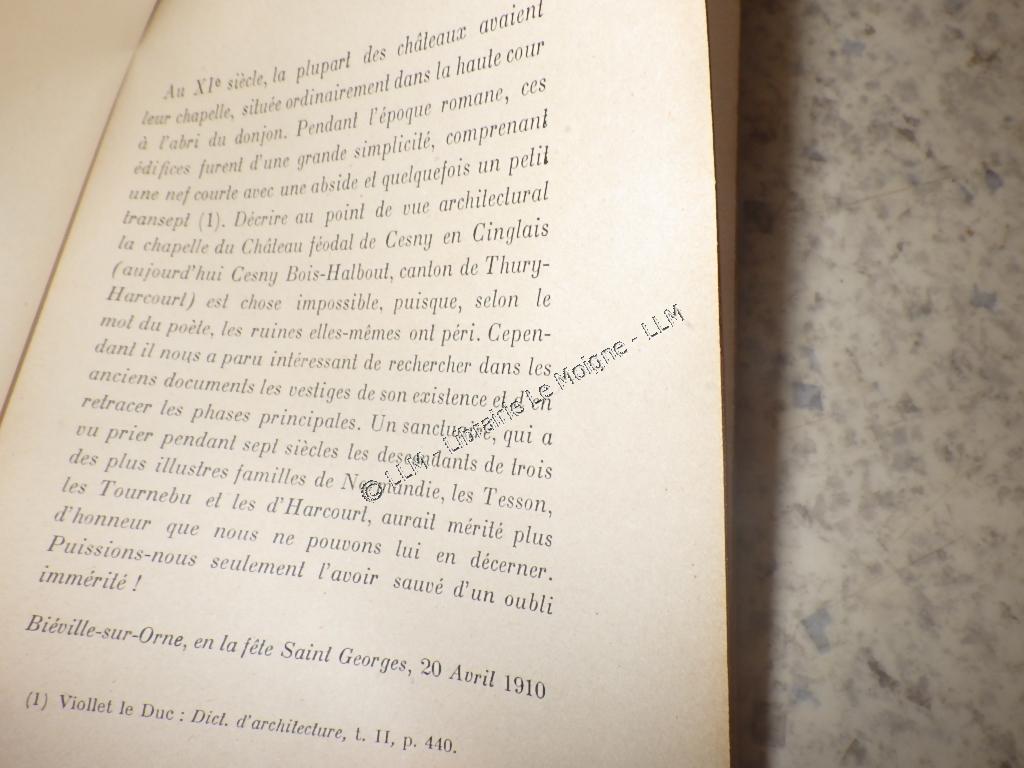 Au XIe siècle, la plupart des châteaux avaient
leur chapelle, située ordinairement dans la haute cour
à l'abri du donjon. Pendant l'époque romane, ces
édifices furent d'une grande simplicité, comprenant
une nef courte avec une abside et quelquefois un petit
transept (1). Décrire au point de vue architectural
la chapelle du Château féodal de Cesny en Cinglais
(aujourd'hui Cesny Bois-Halbout, canton de Thury-
Harcourt) est chose impossible, puisque, selon le
mot du poète, les ruines elles-mêmes ont péri. Cepen-
dant il nous a paru intéressant de rechercher dans les
anciens documents les vestiges de son existence et d'en
retracer les phases principales. Un sanctuaire, qui a
vu prier pendant sept siècles les descendants de trois
des plus illustres familles de Normandie, les Tesson,
les Tournebu et les d'Harcourt, aurait mérité plus
d'honneur que nous ne pouvons lui en décerner.
Puissions-nous seulement l'avoir sauvé d'un oubli
immérité !
Biéville-sur-Orne, en la fête Saint Georges, 20 Avril 1910
(1) Viollet le Duc : Dict. d'architecture, t. II, p. 440.
© LLM - Librairie Le Moigne - LLM